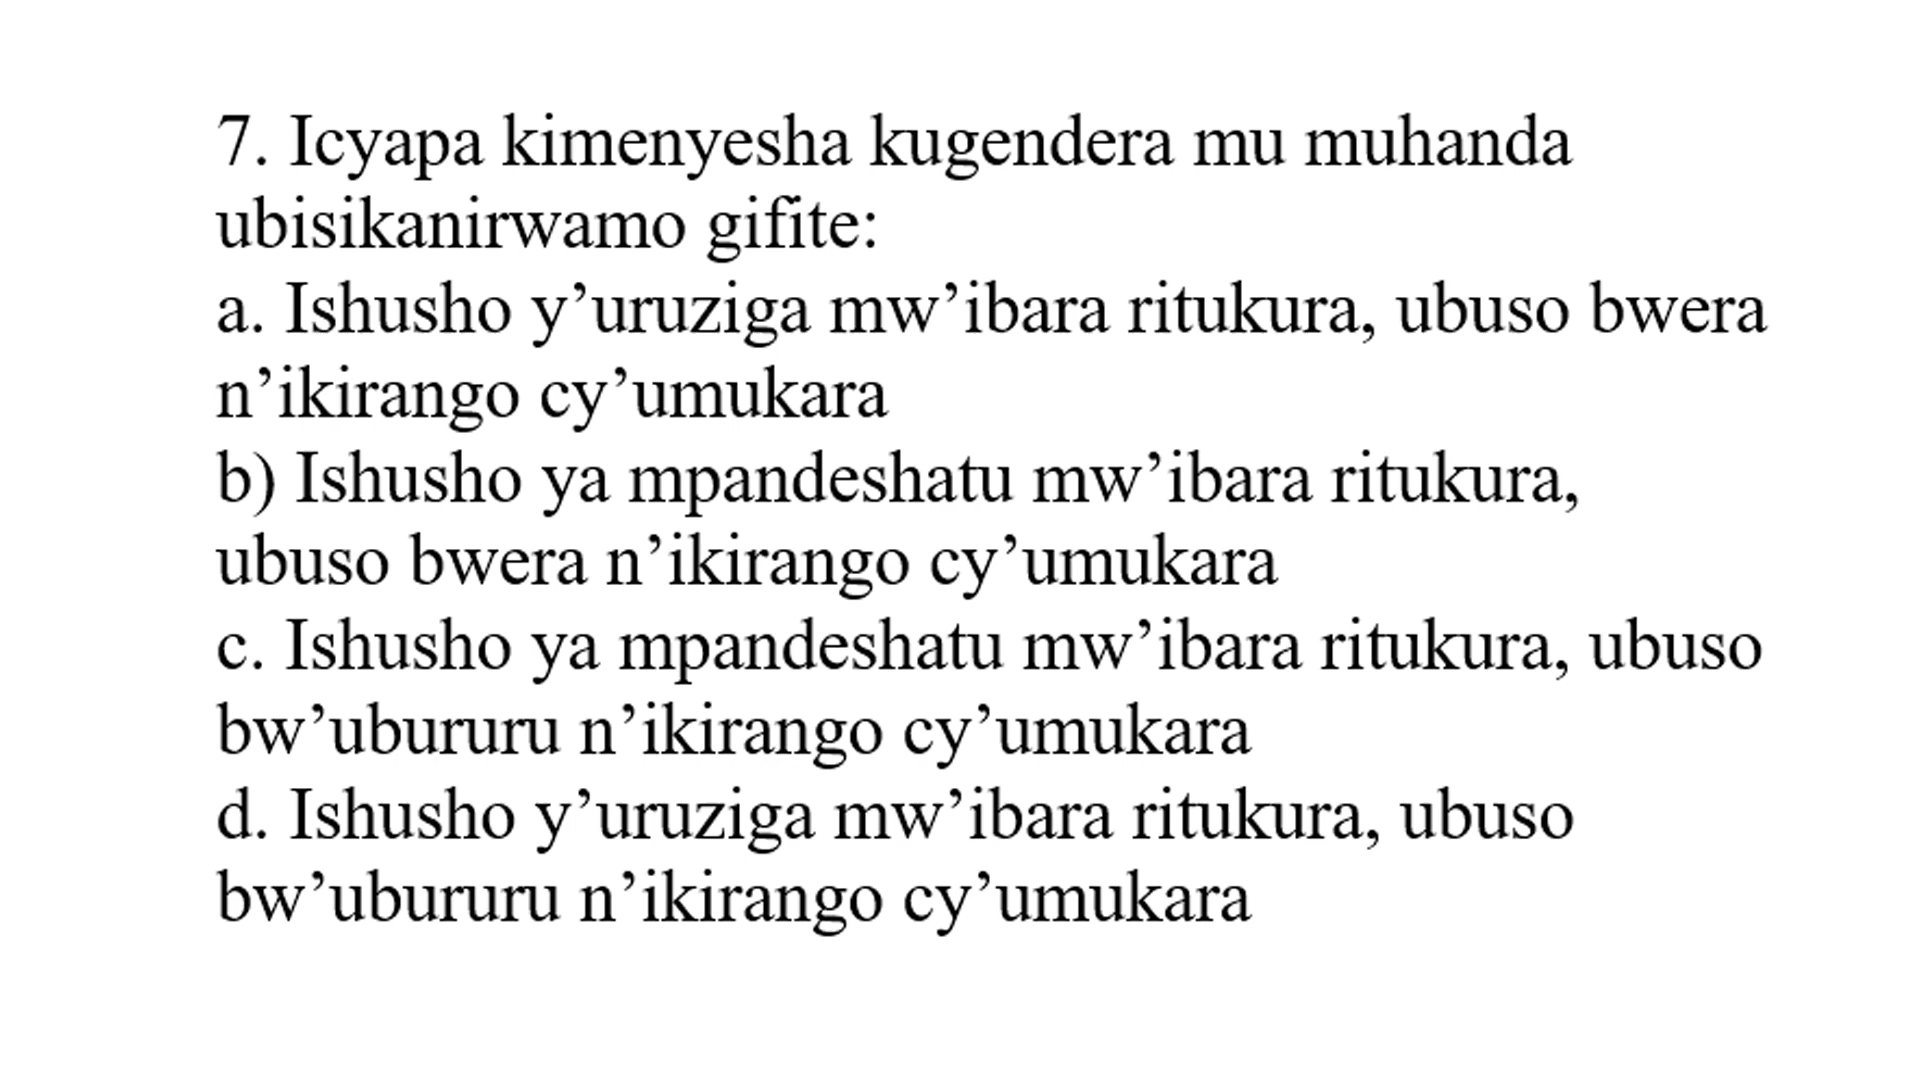 7. Icyapa kimenyesha kugendera mu muhanda
ubisikanirwamo gifite:
a. Ishusho y’uruziga mw’ibara ritukura, ubuso bwera
n’ikirango cy’umukara
b) Ishusho ya mpandeshatu mw’ibara ritukura,
ubuso bwera n’ikirango cy’umukara
c. Ishusho ya mpandeshatu mw’ibara ritukura, ubuso
bw’ubururu n’ikirango cy’umukara
d. Ishusho y’uruziga mw’ibara ritukura, ubuso
bw’ubururu n’ikirango cy’umukara